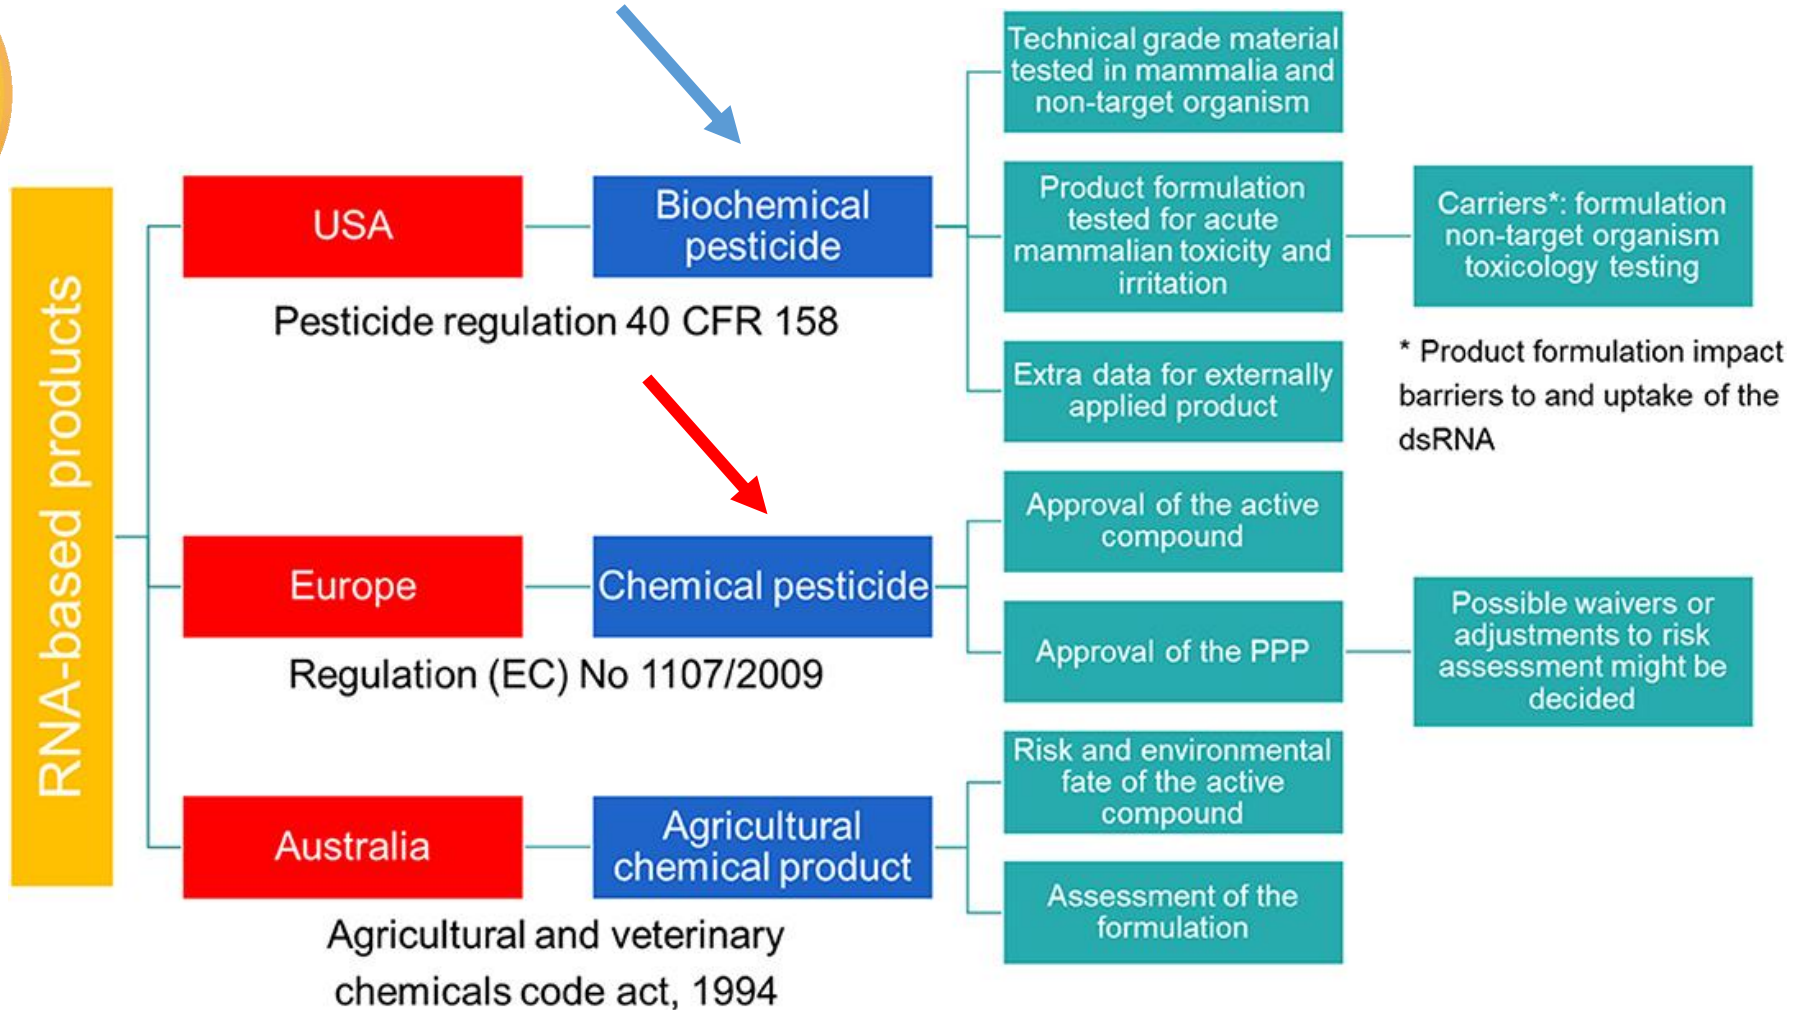 RNA-based products
USA
Biochemical
pesticide
Pesticide regulation 40 CFR 158
Technical grade material
tested in mammalia and
non-target organism
Product formulation
tested for acute
mammalian toxicity and
irritation
Carriers*: formulation
non-target organism
toxicology testing
Extra data for externally
applied product
* Product formulation impact
barriers to and uptake of the
dsRNA
Europe
Chemical pesticide
Regulation (EC) No 1107/2009
Approval of the active
compound
Approval of the PPP
Possible waivers or
adjustments to risk
assessment might be
decided
Australia
Agricultural
chemical product
Agricultural and veterinary
chemicals code act, 1994
Risk and environmental
fate of the active
compound
Assessment of the
formulation